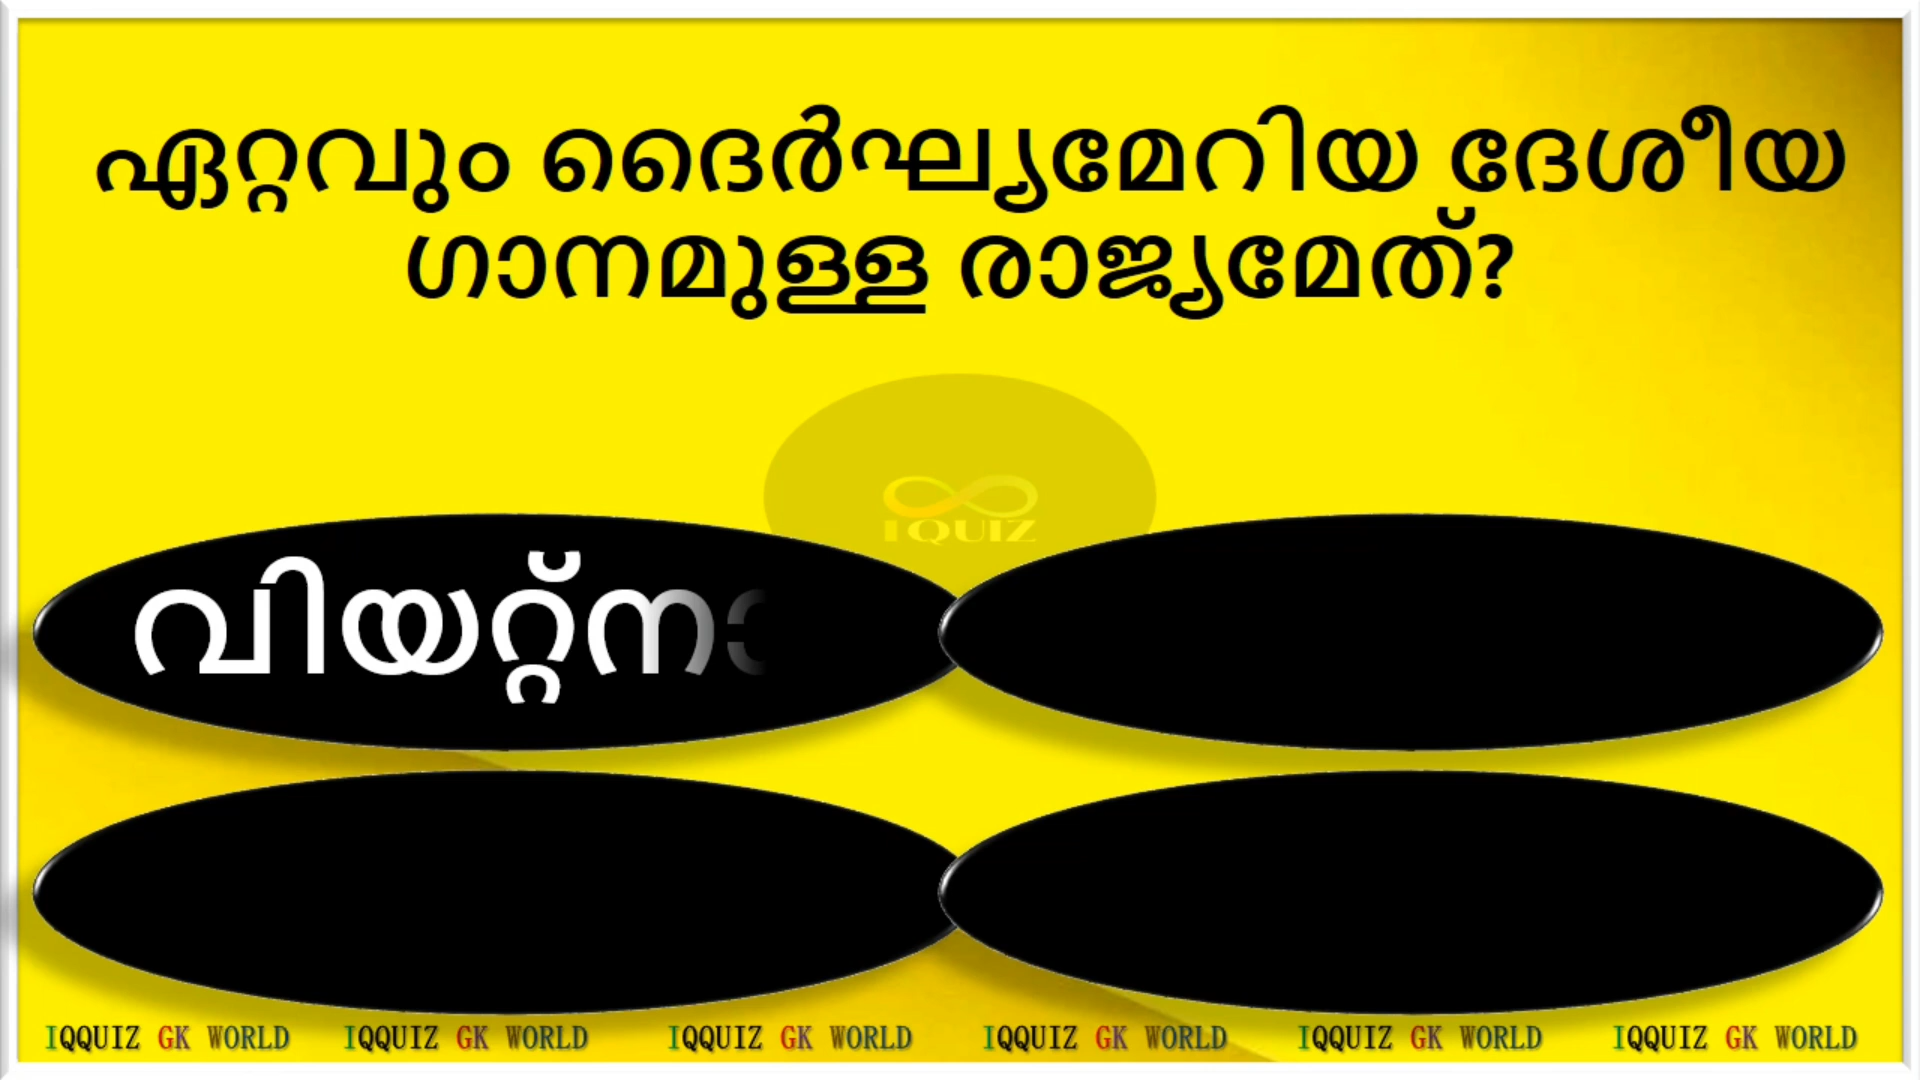 ഏറ്റവും ദൈർഘ്യമേറിയ ദേശീയ
ഗാനമുള്ള രാജ്യമേത്?
I QUIZ
വിയറ്റ്നാ
IQQUIZ GK WORLD IQQUIZ GK WORLD IQQUIZ GK WORLD IQQUIZ GK WORLD IQQUIZ GK WORLD IQQUIZ GK WORLD